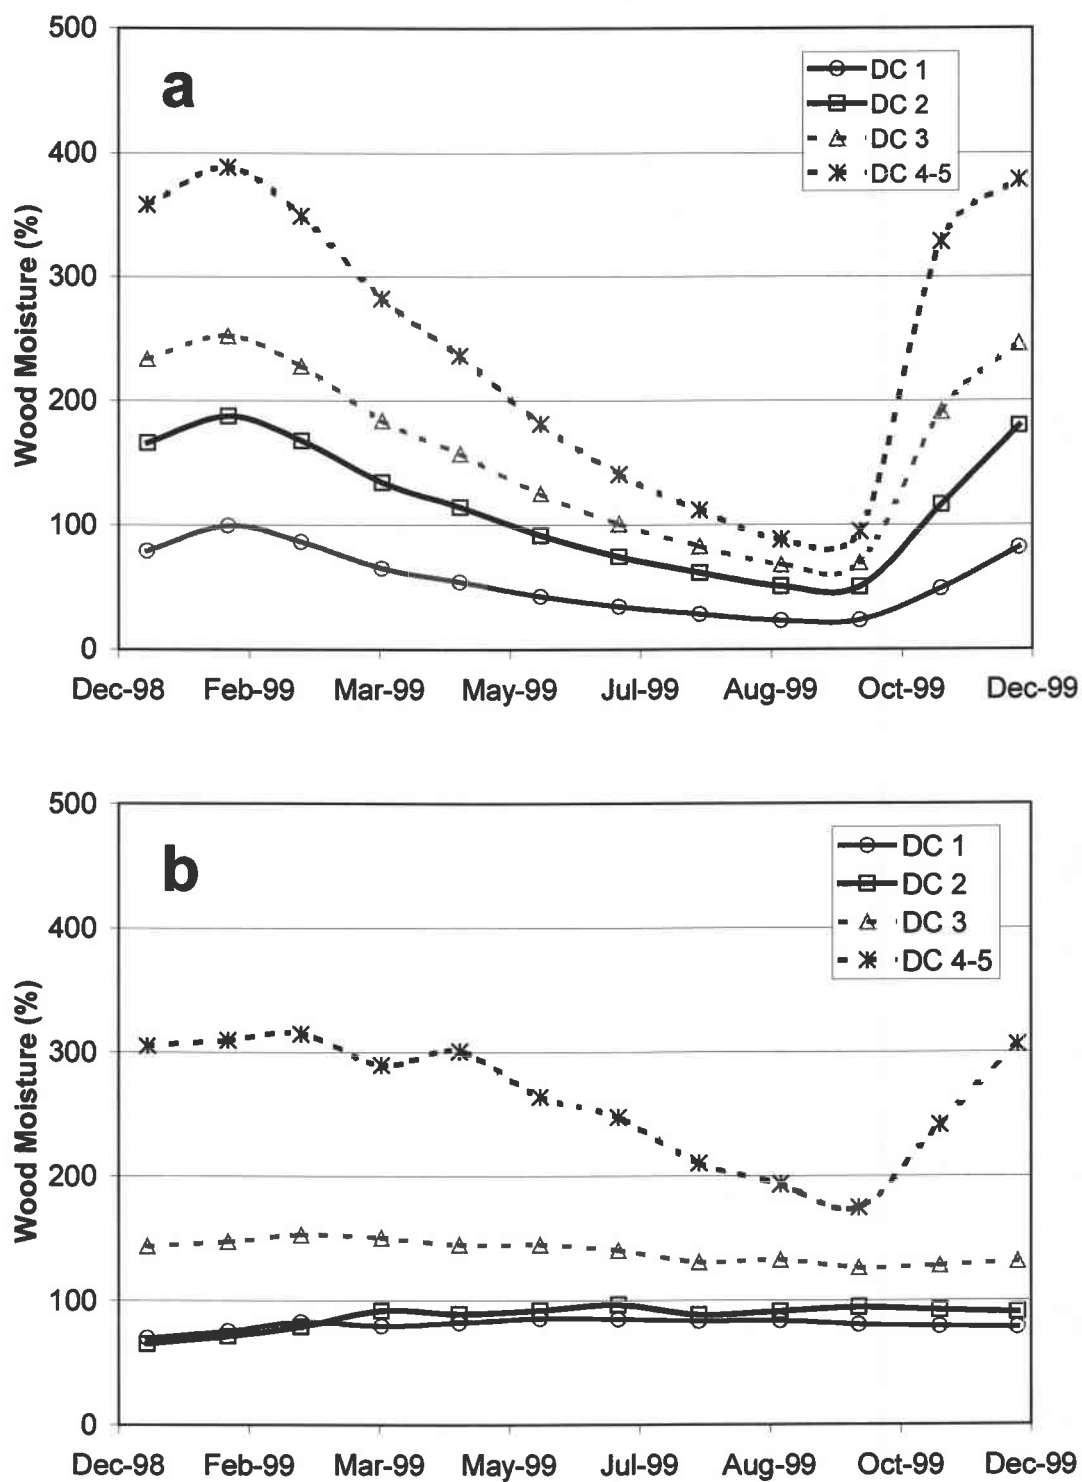 500
400
300
200
100
0
Wood Moisture (%)
a
DC 1
DC 2
DC 3
DC 4-5
Dec-98 Feb-99 Mar-99 May-99 Jul-99 Aug-99 Oct-99 Dec-99
500
400
300
200
100
0
Wood Moisture (%)
b
DC 1
DC 2
DC 3
DC 4-5
Dec-98 Feb-99 Mar-99 May-99 Jul-99 Aug-99 Oct-99 Dec-99